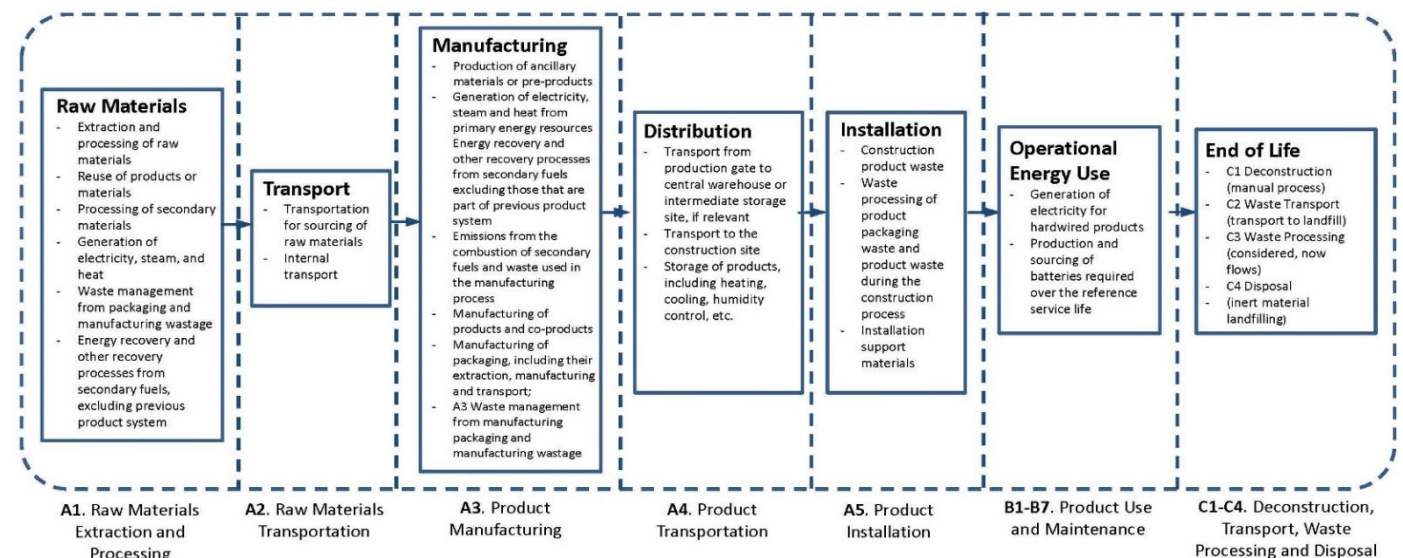 Raw Materials
- Extraction and
processing of raw
materials
- Reuse of products or
materials
- Processing of secondary
materials
- Generation of
electricity, steam, and
heat
- Waste management
from packaging and
manufacturing wastage
- Energy recovery and
other recovery
processes from
secondary fuels,
excluding previous
product system
Transport
- Transportation
for sourcing of
raw materials
- Internal
transport
Manufacturing
- Production of ancillary
materials or pre-products
- Generation of electricity,
steam and heat from
primary energy resources
Energy recovery and
other recovery processes
from secondary fuels
excluding those that are
part of previous product
system
- Emissions from the
combustion of secondary
fuels and waste used in
the manufacturing
process
- Manufacturing of
products and co-products
- Manufacturing of
packaging, including their
extraction, manufacturing
and transport;
- A3 Waste management
from manufacturing
packaging and
manufacturing wastage
Distribution
- Transport from
production gate to
central warehouse or
intermediate storage
site, if relevant
- Transport to the
construction site
- Storage of products,
including heating,
cooling, humidity
control, etc.
Installation
- Construction
product waste
- Waste
processing of
product
packaging
waste and
product waste
during the
construction
process
- Installation
support
materials
Operational
Energy Use
- Generation of
electricity for
hardwired products
- Production and
sourcing of
batteries required
over the reference
service life
End of Life
- C1 Deconstruction
(manual process)
- C2 Waste Transport
(transport to landfill)
- C3 Waste Processing
(considered, now
flows)
- C4 Disposal
- (inert material
landfilling)
A1. Raw Materials
Extraction and
Processing
A2. Raw Materials
Transportation
A3. Product
Manufacturing
A4. Product
Transportation
A5. Product
Installation
B1-B7. Product Use
and Maintenance
C1-C4. Deconstruction,
Transport, Waste
Processing and Disposal